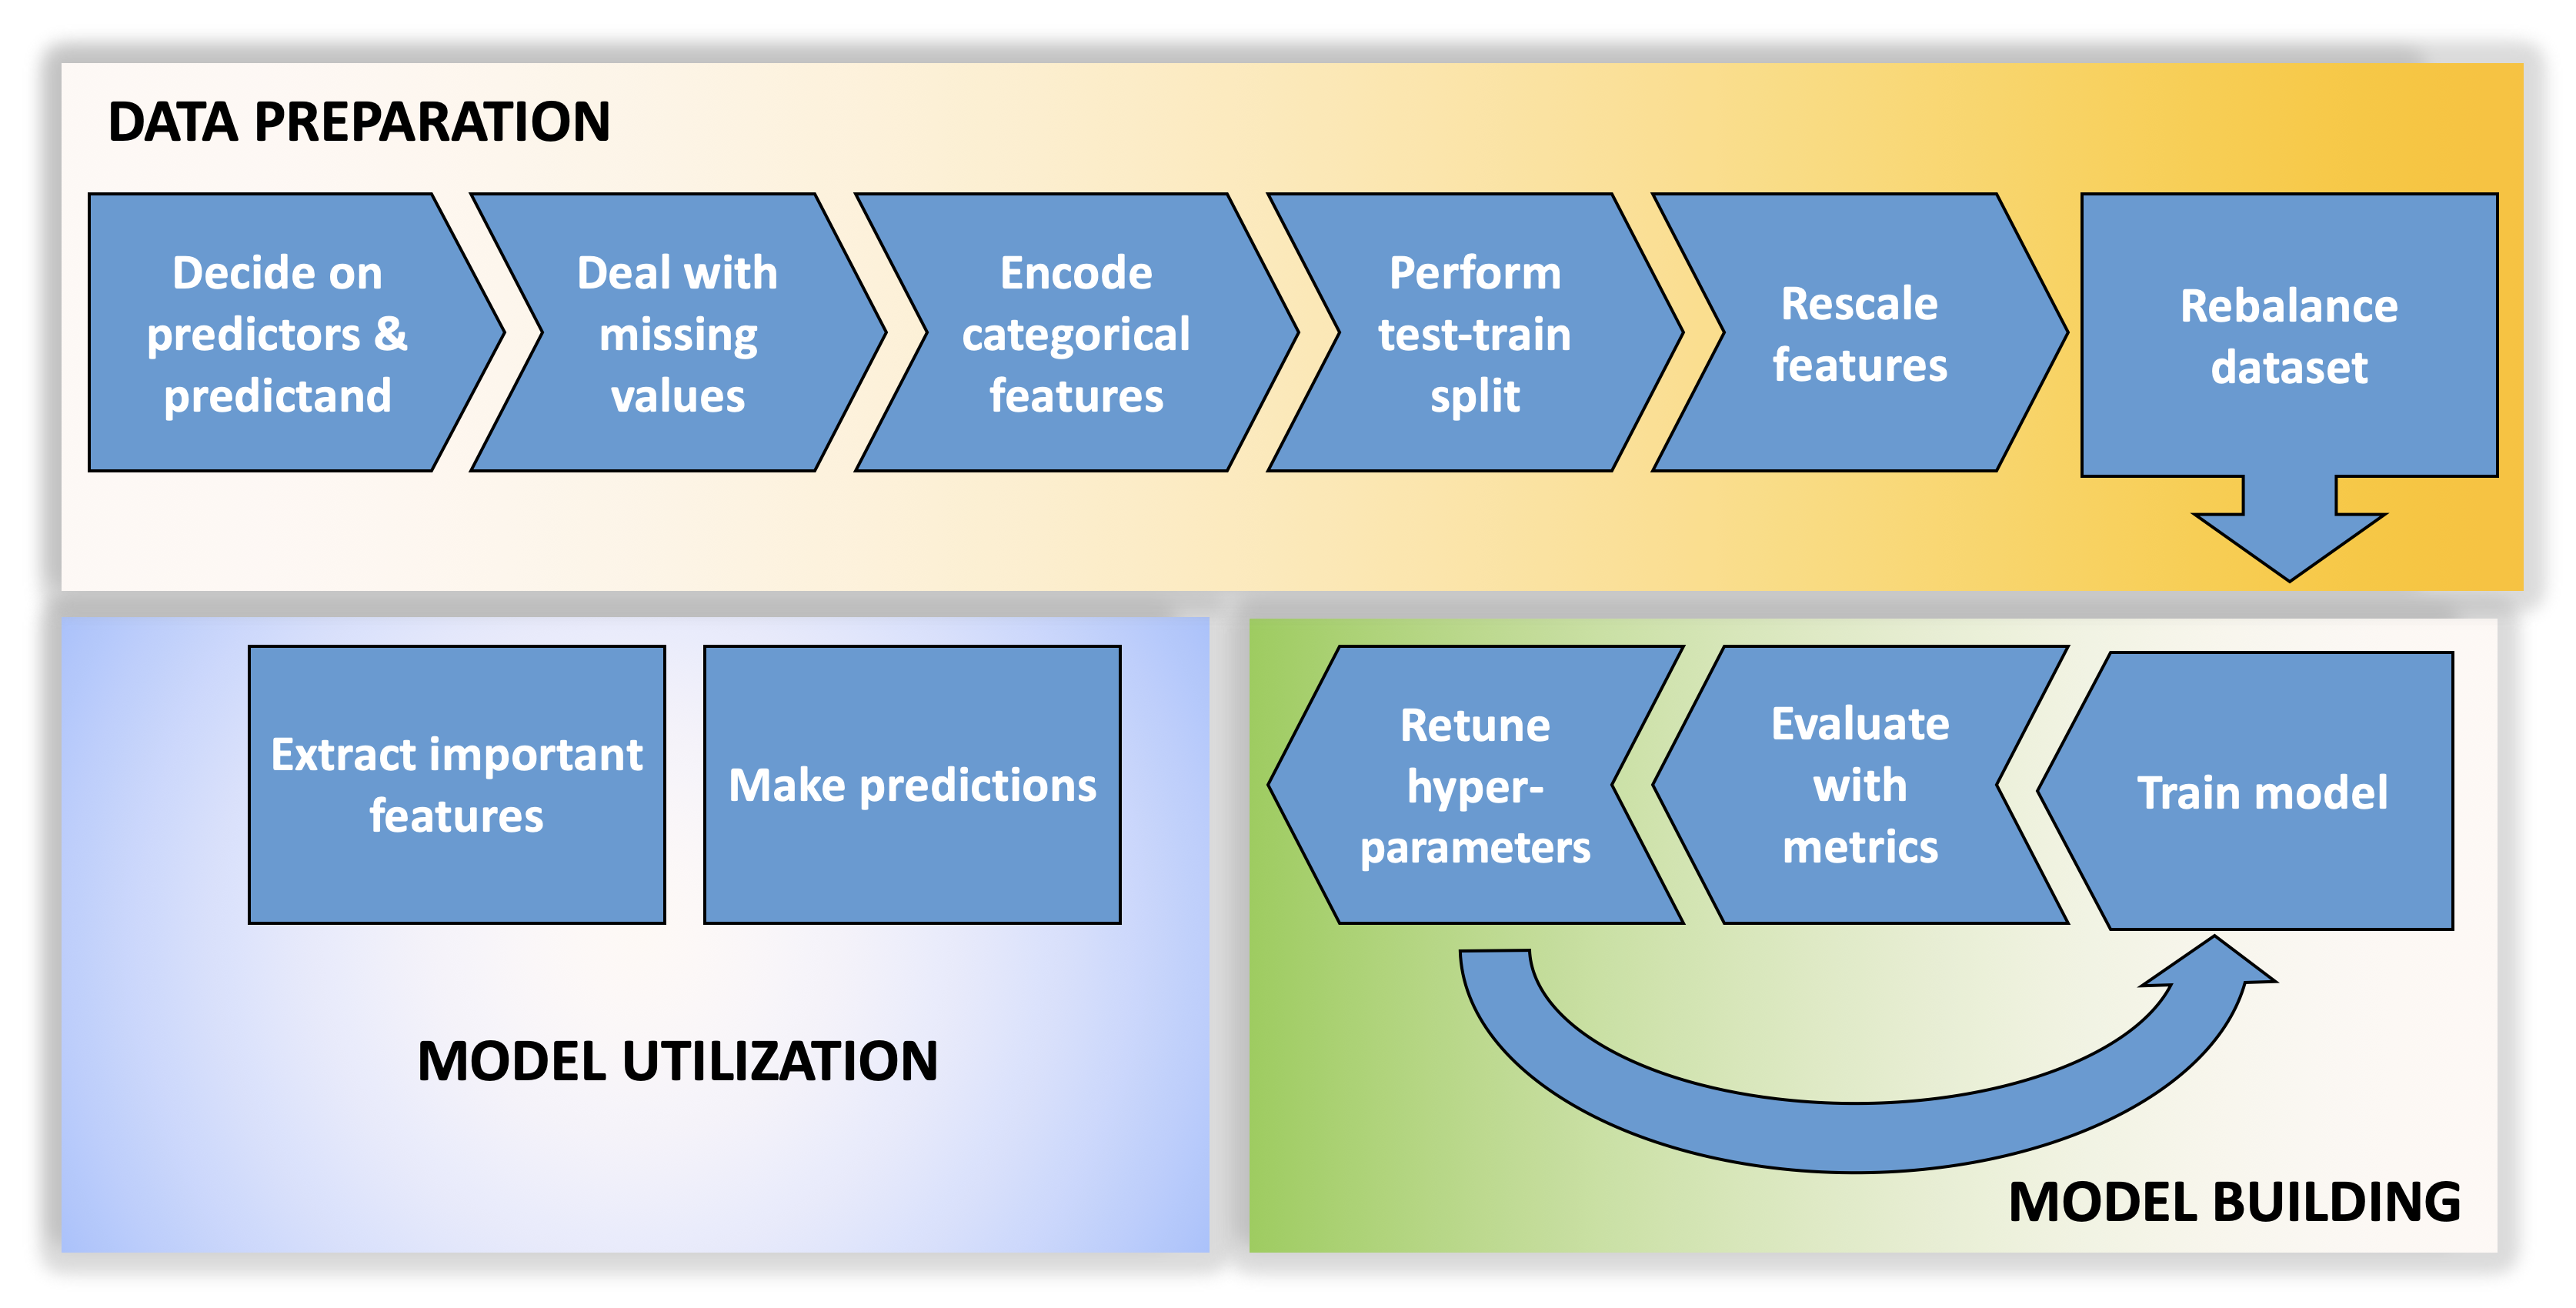 DATA PREPARATION
Decide on
predictors &
predictand
Deal with
missing
values
Encode
categorical
features
Perform
test-train
split
Rescale
features
Rebalance
dataset
Extract important
features
Make predictions
MODEL UTILIZATION
Retune
hyper-
parameters
Evaluate
with
metrics
Train model
MODEL BUILDING